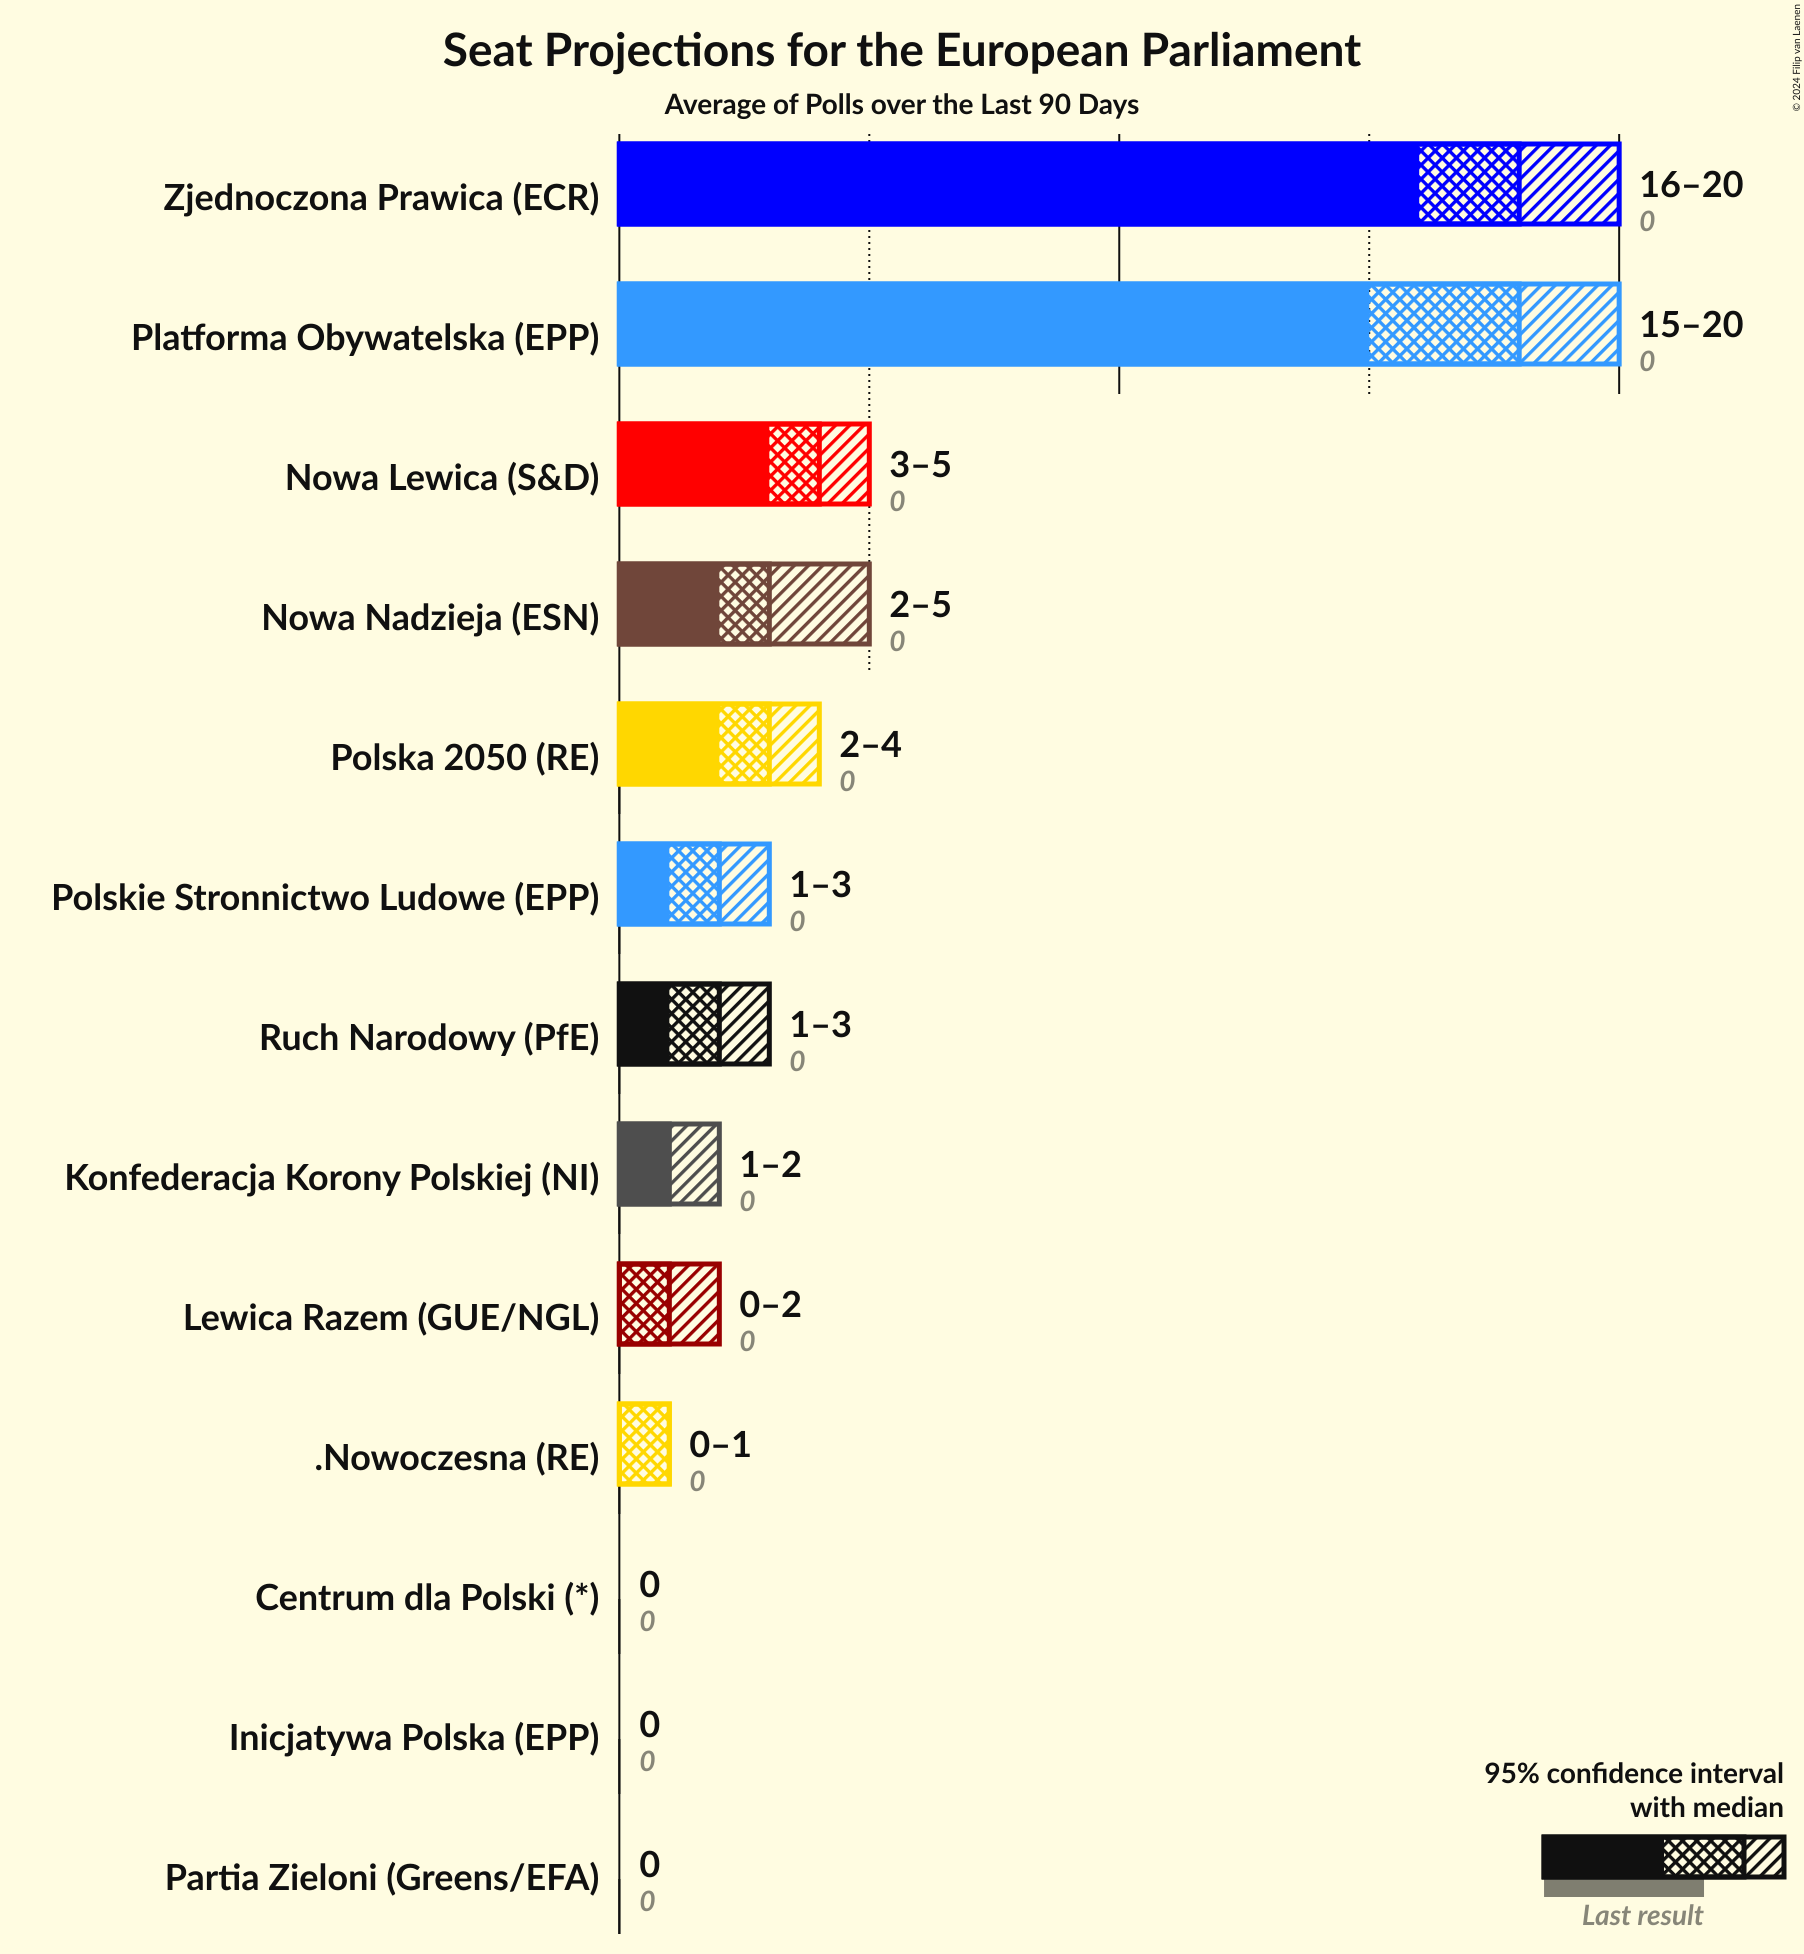 Seat Projections for the European Parliament
Average of Polls over the Last 90 Days
© 2024 Filip van Laenen
Zjednoczona Prawica (ECR)
16–20
0
Platforma Obywatelska (EPP)
15–20
0
Nowa Lewica (S&D)
3–5
0
Nowa Nadzieja (ESN)
2–5
0
Polska 2050 (RE)
2–4
0
Polskie Stronnictwo Ludowe (EPP)
1–3
0
Ruch Narodowy (PfE)
1–3
0
Konfederacja Korony Polskiej (NI)
1–2
0
Lewica Razem (GUE/NGL)
0–2
0
.Nowoczesna (RE)
0–1
0
Centrum dla Polski (*)
0
0
Inicjatywa Polska (EPP)
0
0
Partia Zieloni (Greens/EFA)
0
0
95% confidence interval
with median
Last result